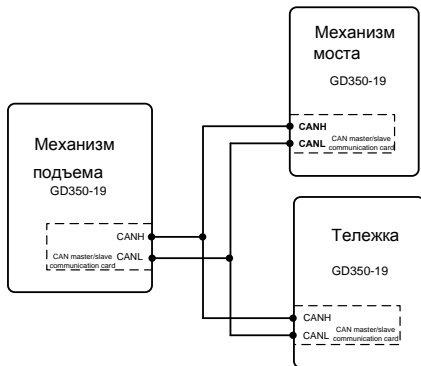 Механизм
моста
GD350-19
CANH
CANL
CAN master/slave
communication card
Механизм
подъема
GD350-19
CANH
CANL
CAN master/slave
communication card
Тележка
GD350-19
CANH
CANL
CAN master/slave
communication card